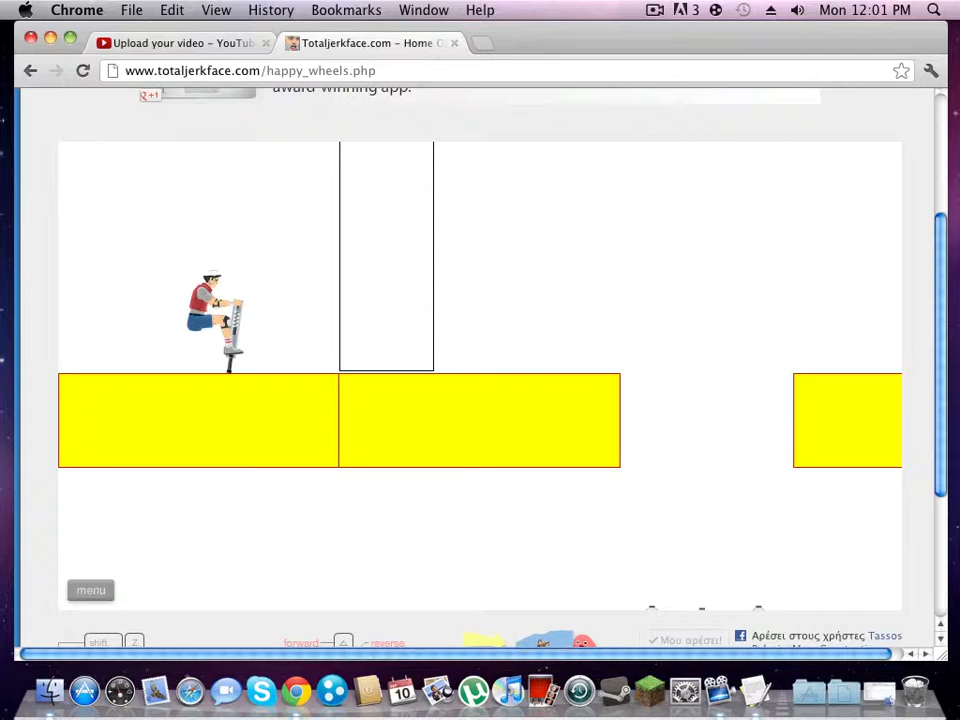 Chrome File Edit View History Bookmarks Window Help 3 Mon 12:01 PM
Upload your video - YouTub Totaljerkface.com - Home O
www.totaljerkface.com/happy_wheels.php
+1 award-winning app.
menu
shift Z forward reverse Μου αρέσει! Αρέσει στους χρήστες Tassos
10